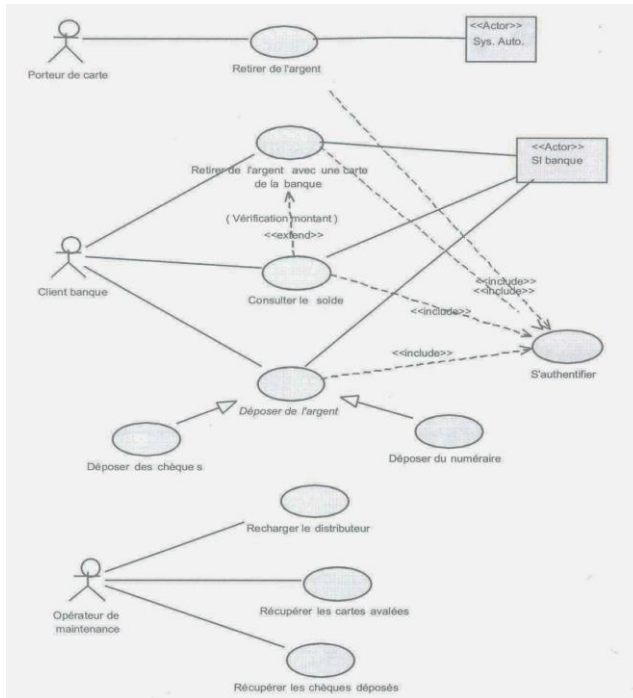 <<Actor>>
Sys. Auto.
Porteur de carte
Retirer de l'argent
<<Actor>>
SI banque
Retirer de l'argent avec une carte
de la banque
( Vérification montant )
<<extend>>
Client banque
Consulter le solde
<<include>>
<<include>>
<<include>>
<<include>>
S'authentifier
Déposer de l'argent
Déposer des chèque s
Déposer du numéraire
Recharger le distributeur
Opérateur de
maintenance
Récupérer les cartes avalées
Récupérer les chèques déposés